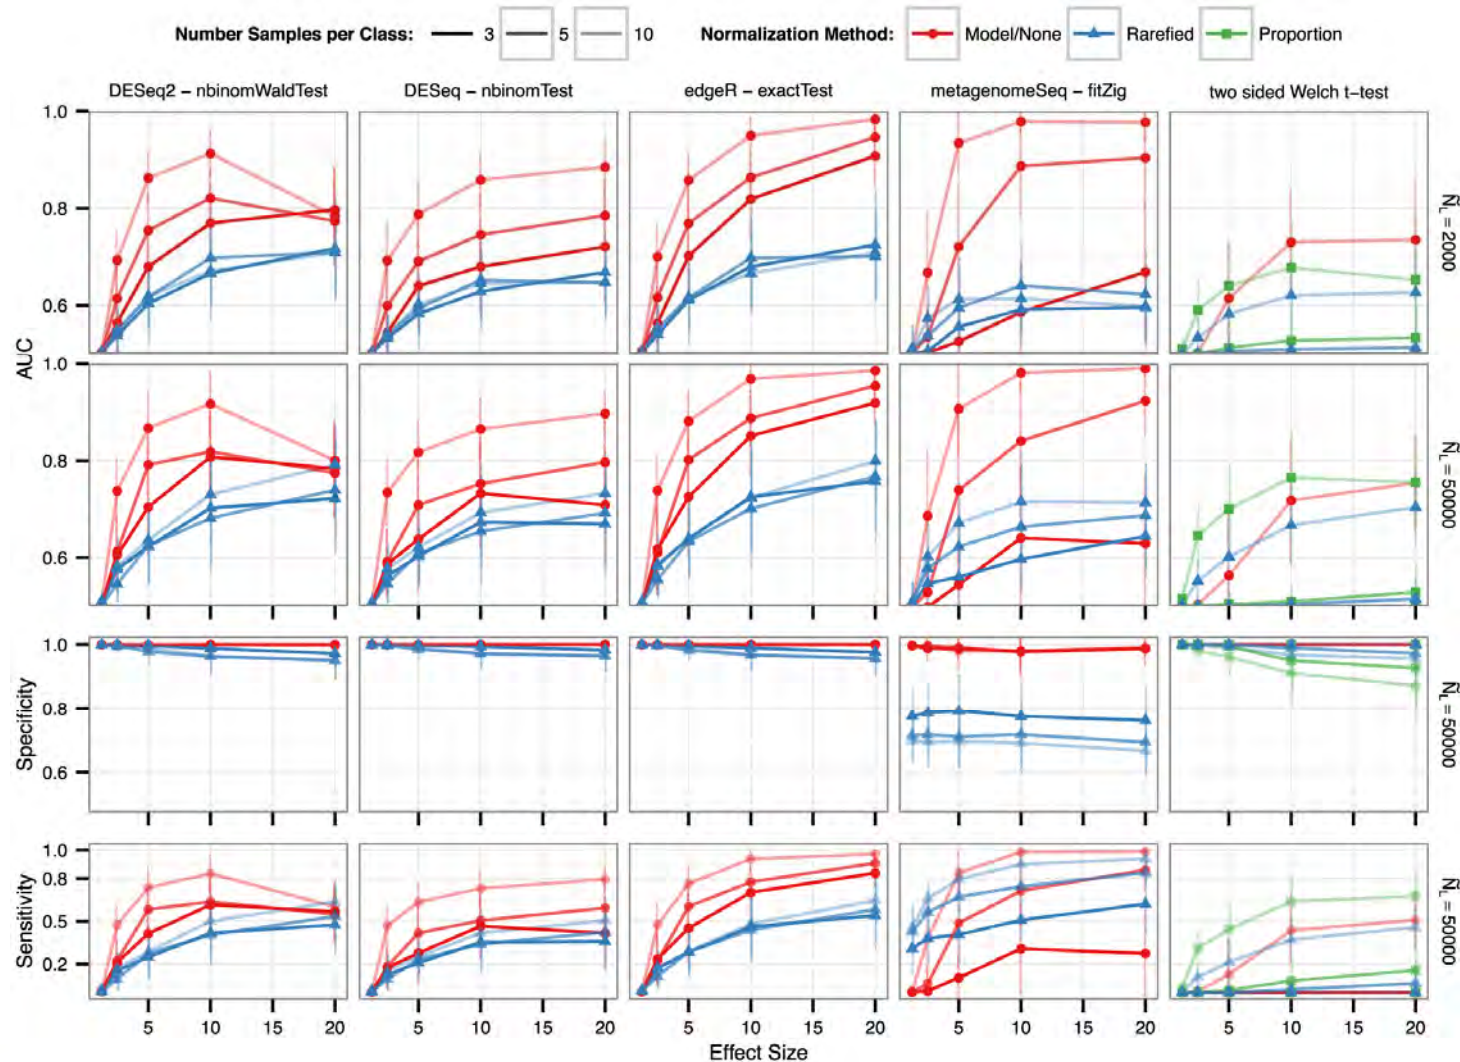 Number Samples per Class: 3 5 10 Normalization Method: Model/None Rarefied Proportion
DESeq2 – nbinomWaldTest DESeq – nbinomTest edgeR – exactTest metagenomeSeq – fitZig two sided Welch t–test
1.0
0.8
0.6
AUC
Ñ_L = 2000
1.0
0.8
0.6
Ñ_L = 50000
1.0
0.8
0.6
Specificity
Ñ_L = 50000
1.0
0.8
0.5
0.2
Sensitivity
Ñ_L = 50000
5 10 15 20 5 10 15 20 5 10 15 20 5 10 15 20 5 10 15 20
Effect Size